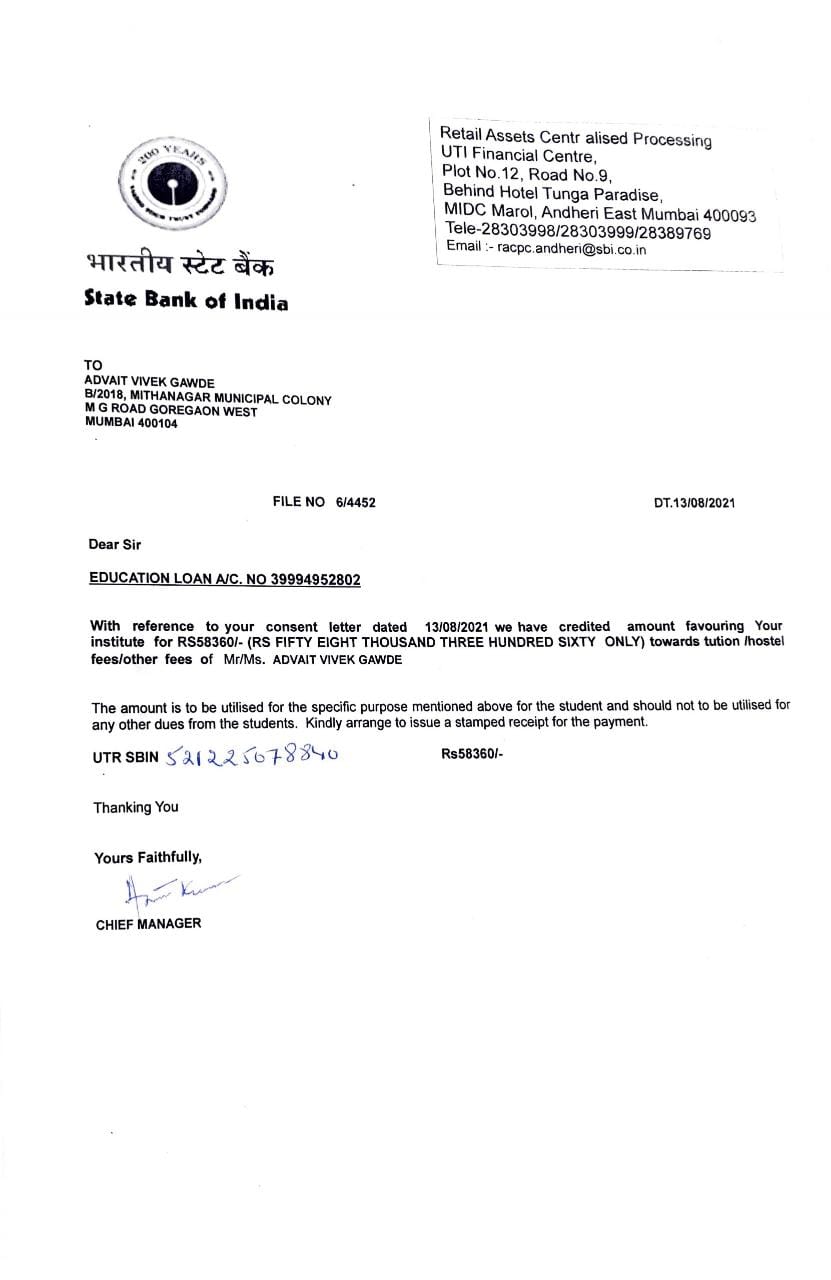 200 YEARS
भारतीय स्टेट बैंक
State Bank of India
Retail Assets Centr alised Processing
UTI Financial Centre,
Plot No.12, Road No.9,
Behind Hotel Tunga Paradise,
MIDC Marol, Andheri East Mumbai 400093
Tele-28303998/28303999/28389769
Email :- racpc.andheri@sbi.co.in
TO
ADVAIT VIVEK GAWDE
B/2018, MITHANAGAR MUNICIPAL COLONY
M G ROAD GOREGAON WEST
MUMBAI 400104
FILE NO 6/4452 DT.13/08/2021
Dear Sir
EDUCATION LOAN A/C. NO 39994952802
With reference to your consent letter dated 13/08/2021 we have credited amount favouring Your
institute for RS58360/- (RS FIFTY EIGHT THOUSAND THREE HUNDRED SIXTY ONLY) towards tution /hostel
fees/other fees of Mr/Ms. ADVAIT VIVEK GAWDE
The amount is to be utilised for the specific purpose mentioned above for the student and should not to be utilised for
any other dues from the students. Kindly arrange to issue a stamped receipt for the payment.
UTR SBIN 521225078840 Rs58360/-
Thanking You
Yours Faithfully,
CHIEF MANAGER